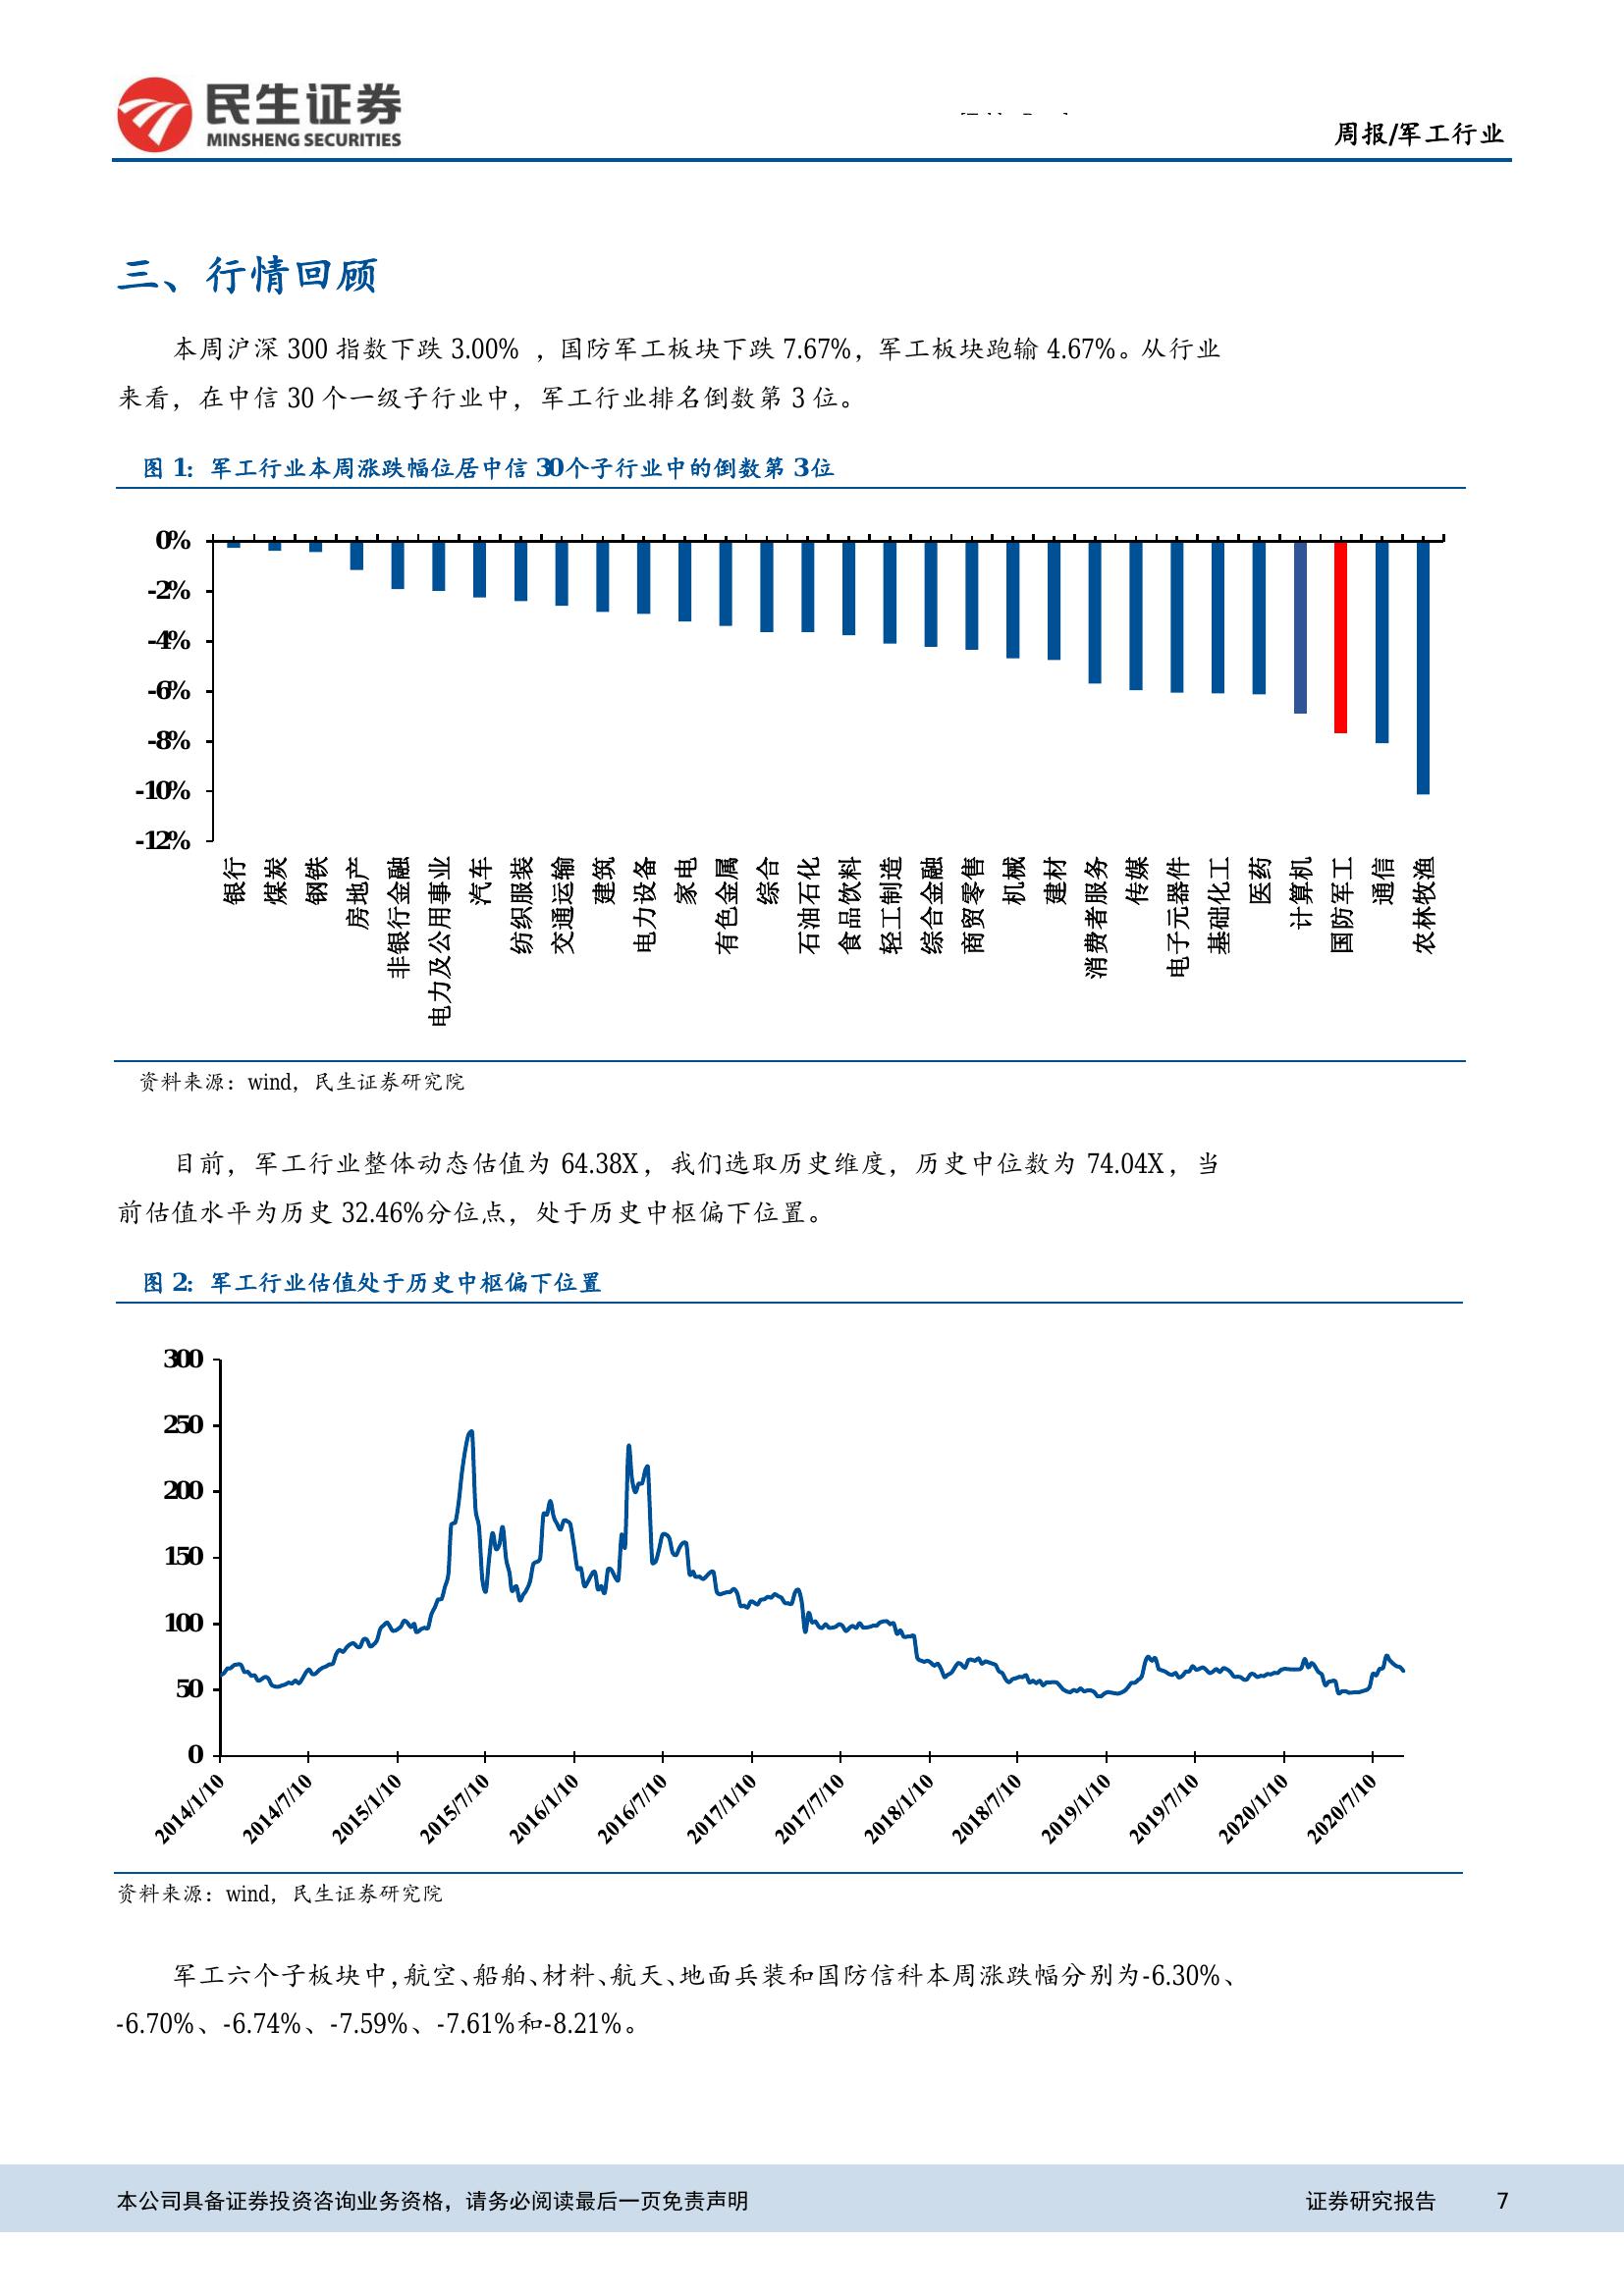 民生证券
MINSHENG SECURITIES
周报/军工行业
三、行情回顾
本周沪深 300 指数下跌 3.00% ，国防军工板块下跌 7.67%，军工板块跑输 4.67%。从行业
来看，在中信 30 个一级子行业中，军工行业排名倒数第 3 位。
图 1：军工行业本周涨跌幅位居中信 30个子行业中的倒数第 3位
0%
-2%
-4%
-6%
-8%
-10%
-12%
银行
煤炭
钢铁
房地产
非银行金融
电力及公用事业
汽车
纺织服装
交通运输
建筑
电力设备
家电
有色金属
综合
石油石化
食品饮料
轻工制造
综合金融
商贸零售
机械
建材
消费者服务
传媒
电子元器件
基础化工
医药
计算机
国防军工
通信
农林牧渔
资料来源：wind，民生证券研究院
目前，军工行业整体动态估值为 64.38X，我们选取历史维度，历史中位数为 74.04X，当
前估值水平为历史 32.46%分位点，处于历史中枢偏下位置。
图 2：军工行业估值处于历史中枢偏下位置
300
250
200
150
100
50
0
2014/1/10
2014/7/10
2015/1/10
2015/7/10
2016/1/10
2016/7/10
2017/1/10
2017/7/10
2018/1/10
2018/7/10
2019/1/10
2019/7/10
2020/1/10
2020/7/10
资料来源：wind，民生证券研究院
军工六个子板块中，航空、船舶、材料、航天、地面兵装和国防信科本周涨跌幅分别为-6.30%、
-6.70%、-6.74%、-7.59%、-7.61%和-8.21%。
本公司具备证券投资咨询业务资格，请务必阅读最后一页免责声明
证券研究报告 7